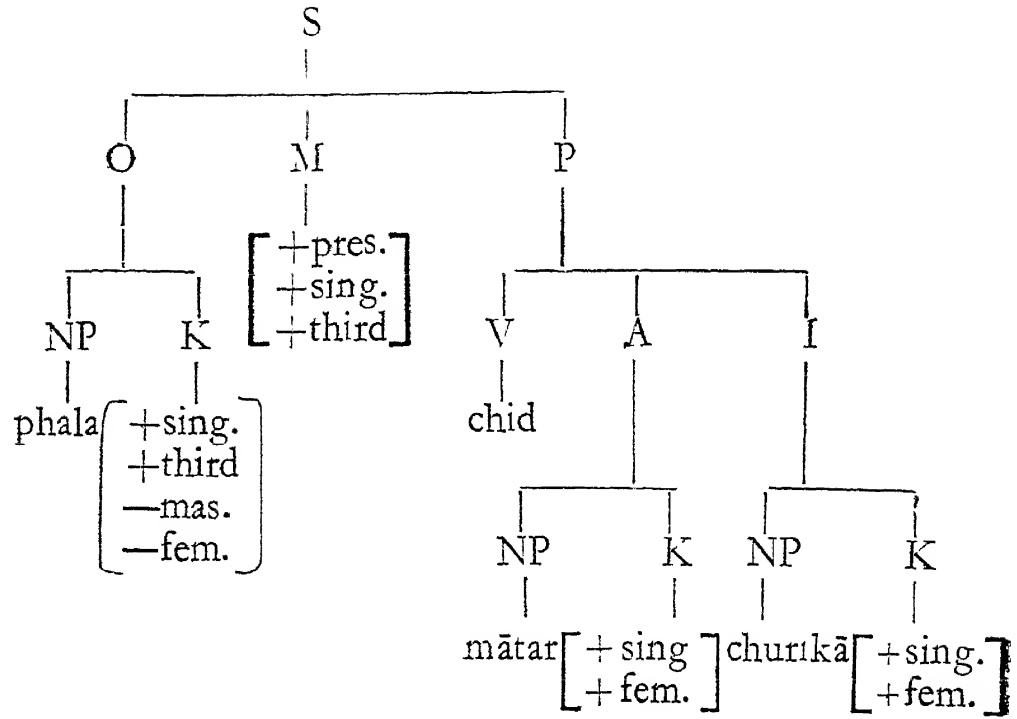 S
O M P
+pres.
+sing.
+third
NP K V A I
phala +sing. chid
+third
—mas.
—fem.
NP K NP K
mātar +sing churikā +sing.
+fem. +fem.